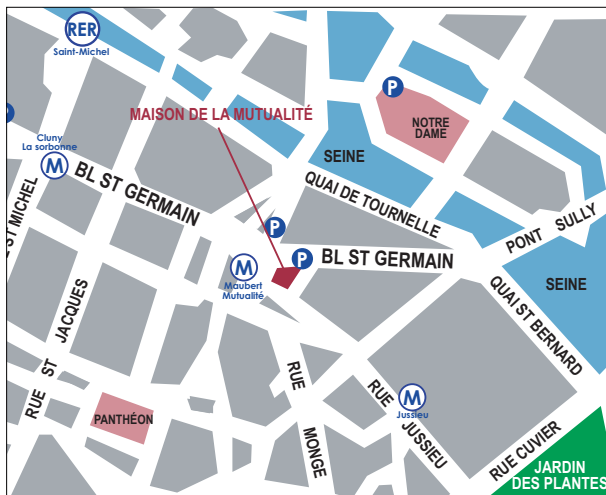 RER
Saint-Michel
P
MAISON DE LA MUTUALITÉ
NOTRE
DAME
P
Cluny
La sorbonne
M
SEINE
BL ST GERMAIN
QUAI DE TOURNELLE
PONT SULLY
P
P
BL ST GERMAIN
M
Maubert
Mutualité
SEINE
QUAI ST BERNARD
ST MICHEL
RUE ST JACQUES
PANTHÉON
RUE MONGE
RUE JUSSIEU
M
Jussieu
RUE CUVIER
JARDIN
DES PLANTES